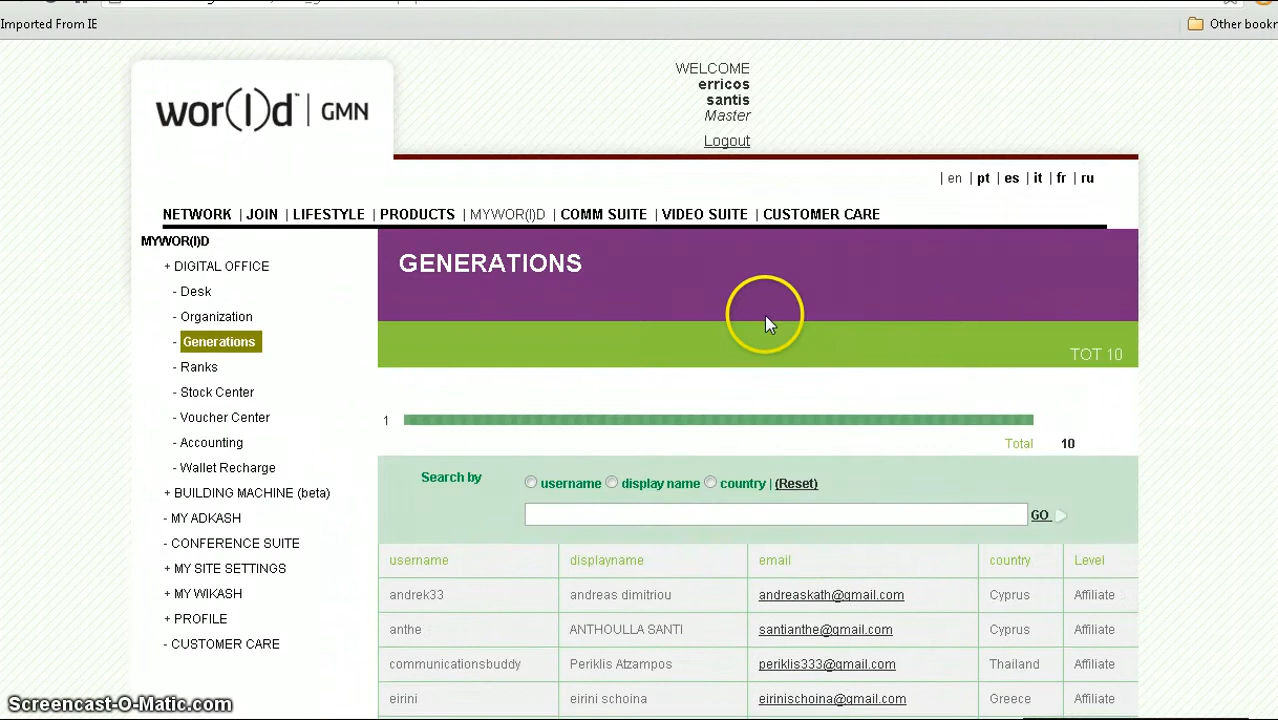 Imported From IE
Other bookr
wor(l)d™ | GMN
WELCOME
erricos
santis
Master
Logout
| en | pt | es | it | fr | ru
NETWORK | JOIN | LIFESTYLE | PRODUCTS | MYWOR(l)D | COMM SUITE | VIDEO SUITE | CUSTOMER CARE
MYWOR(l)D
+ DIGITAL OFFICE
- Desk
- Organization
- Generations
- Ranks
- Stock Center
- Voucher Center
- Accounting
- Wallet Recharge
+ BUILDING MACHINE (beta)
- MY ADKASH
- CONFERENCE SUITE
+ MY SITE SETTINGS
+ MY WIKASH
+ PROFILE
- CUSTOMER CARE
GENERATIONS
TOT 10
1
Total 10
Search by username display name country | (Reset)
GO
username displayname email country Level
andrek33 andreas dimitriou andreaskath@gmail.com Cyprus Affiliate
anthe ANTHOULLA SANTI santianthe@gmail.com Cyprus Affiliate
communicationsbuddy Periklis Atzampos periklis333@gmail.com Thailand Affiliate
eirini eirini schoina eirinischoina@gmail.com Greece Affiliate
Screencast-O-Matic.com